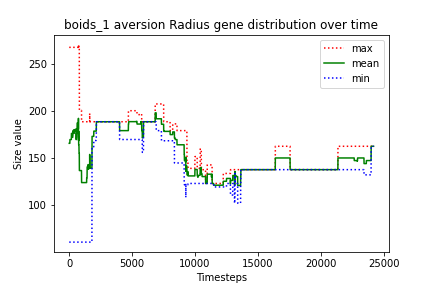 boids_1 aversion Radius gene distribution over time
max
mean
min
Size value
250
200
150
100
0
5000
10000
15000
20000
25000
Timesteps